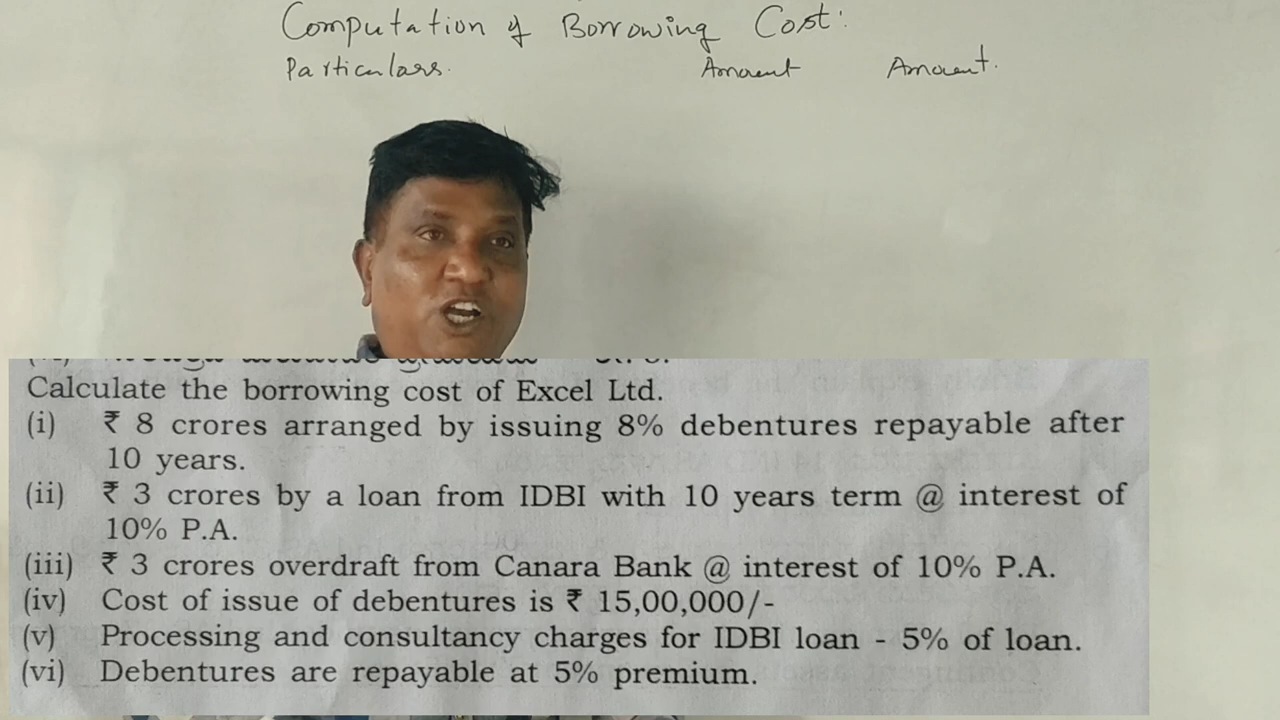 Computation of Borrowing Cost:
Particulars. Amount Amount.
Calculate the borrowing cost of Excel Ltd.
(i) ₹ 8 crores arranged by issuing 8% debentures repayable after
10 years.
(ii) ₹ 3 crores by a loan from IDBI with 10 years term @ interest of
10% P.A.
(iii) ₹ 3 crores overdraft from Canara Bank @ interest of 10% P.A.
(iv) Cost of issue of debentures is ₹ 15,00,000/-
(v) Processing and consultancy charges for IDBI loan - 5% of loan.
(vi) Debentures are repayable at 5% premium.